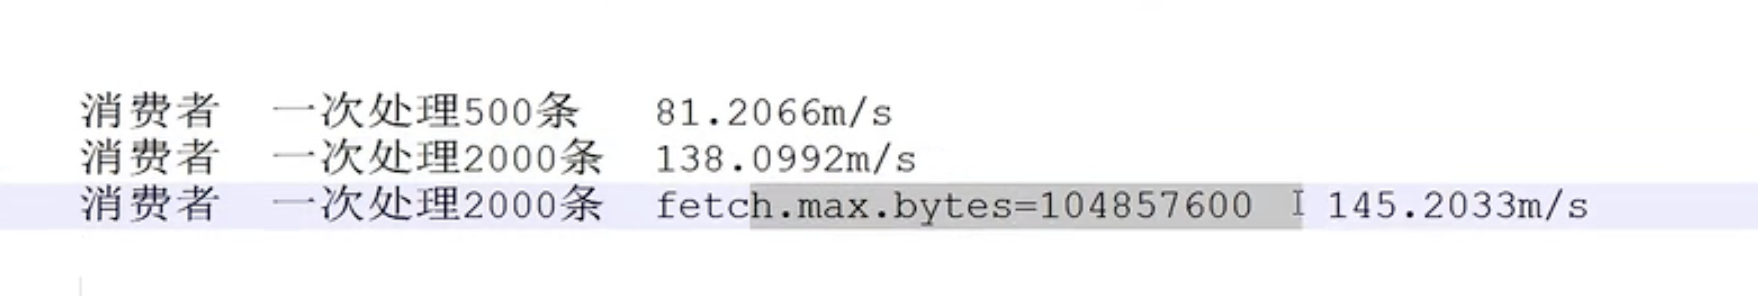 消费者 一次处理500条 81.2066m/s
消费者 一次处理2000条 138.0992m/s
消费者 一次处理2000条 fetch.max.bytes=104857600 145.2033m/s